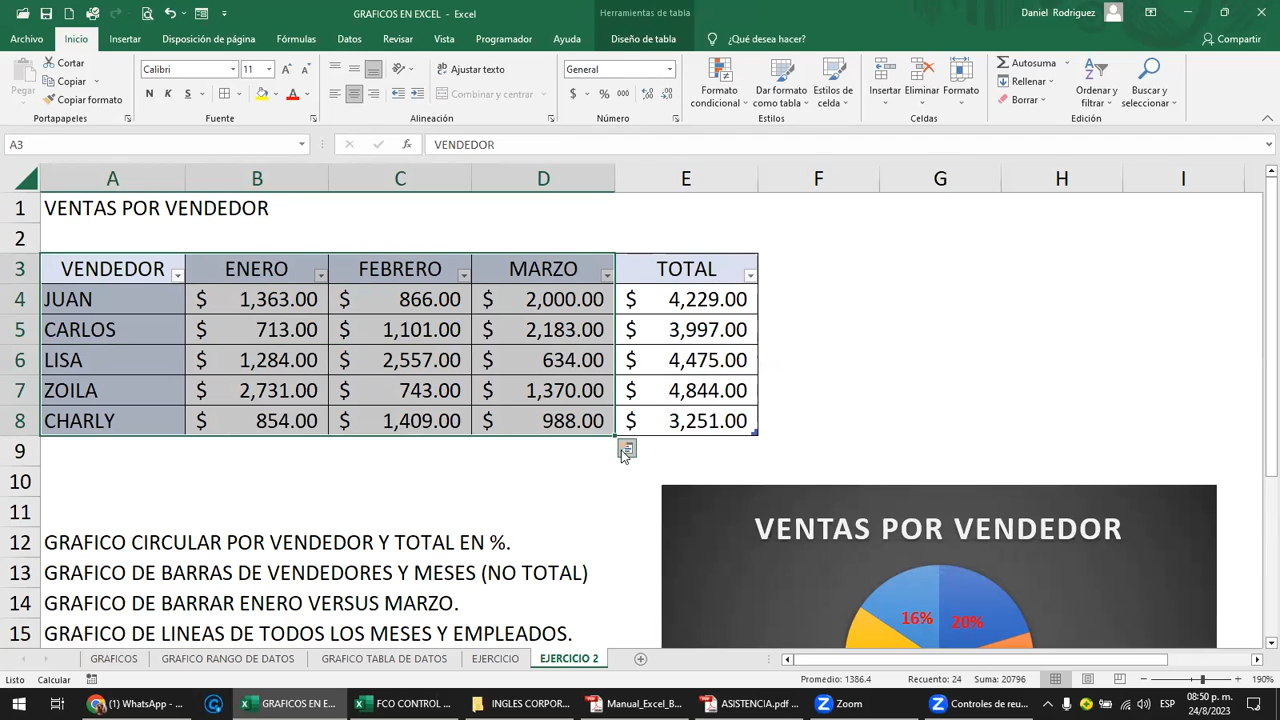 GRAFICOS EN EXCEL - Excel
Herramientas de tabla
Daniel Rodriguez
Archivo Inicio Insertar Disposición de página Fórmulas Datos Revisar Vista Programador Ayuda Diseño de tabla ¿Qué desea hacer? Compartir
Pegar
Cortar
Copiar
Copiar formato
Portapapeles
Calibri 11
N K S
Fuente
Ajustar texto
Combinar y centrar
Alineación
General
$ % 000
Número
Formato condicional
Dar formato como tabla
Estilos de celda
Estilos
Insertar
Eliminar
Formato
Celdas
Autosuma
Rellenar
Borrar
Ordenar y filtrar
Buscar y seleccionar
Edición
A3 fx VENDEDOR
A B C D E F G H I
1 VENTAS POR VENDEDOR
2
3 VENDEDOR ENERO FEBRERO MARZO TOTAL
4 JUAN $ 1,363.00 $ 866.00 $ 2,000.00 $ 4,229.00
5 CARLOS $ 713.00 $ 1,101.00 $ 2,183.00 $ 3,997.00
6 LISA $ 1,284.00 $ 2,557.00 $ 634.00 $ 4,475.00
7 ZOILA $ 2,731.00 $ 743.00 $ 1,370.00 $ 4,844.00
8 CHARLY $ 854.00 $ 1,409.00 $ 988.00 $ 3,251.00
9
10
11
12 GRAFICO CIRCULAR POR VENDEDOR Y TOTAL EN %.
13 GRAFICO DE BARRAS DE VENDEDORES Y MESES (NO TOTAL)
14 GRAFICO DE BARRAR ENERO VERSUS MARZO.
15 GRAFICO DE LINEAS DE TODOS LOS MESES Y EMPLEADOS.
VENTAS POR VENDEDOR
16% 20%
GRAFICOS GRAFICO RANGO DE DATOS GRAFICO TABLA DE DATOS EJERCICIO EJERCICIO 2
Listo Calcular Promedio: 1386.4 Recuento: 24 Suma: 20796 190%
(1) WhatsApp - ... GRAFICOS EN E... FCO CONTROL ... INGLES CORPOR... Manual_Excel_B... ASISTENCIA.pdf ... Zoom Controles de reu... ESP
08:50 p. m.
24/8/2023